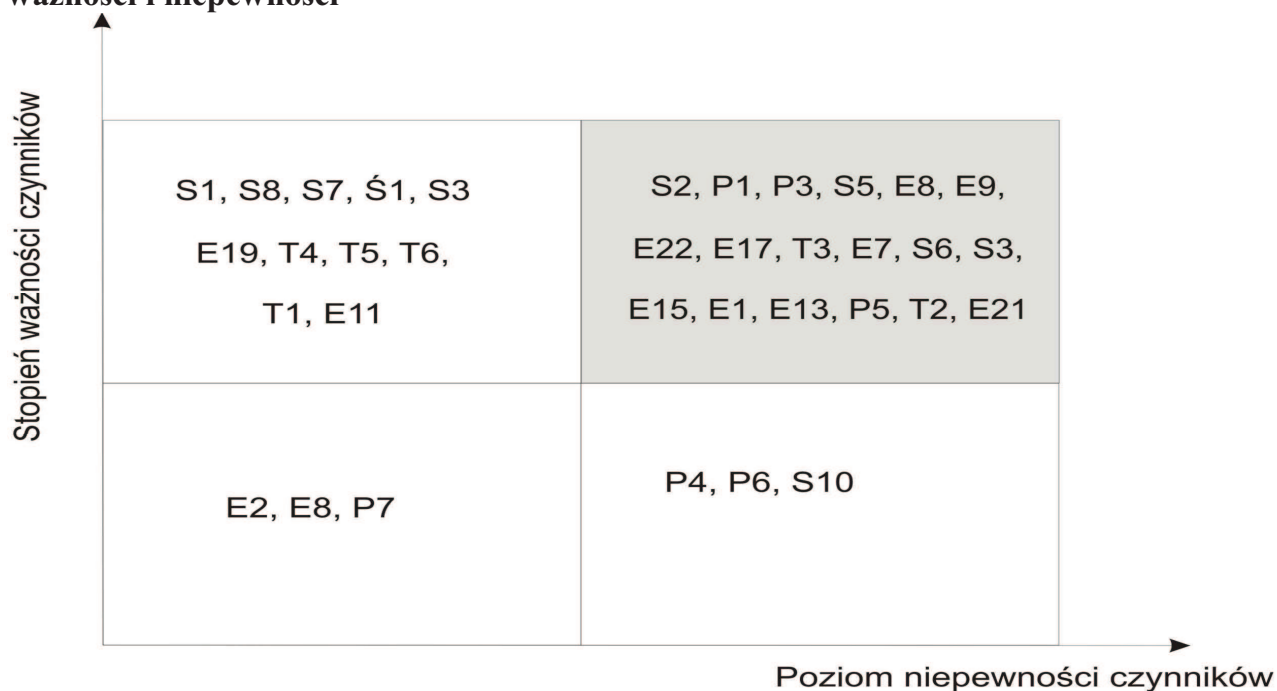 ważności i niepewności
Stopień ważności czynników
S1, S8, S7, Ś1, S3
E19, T4, T5, T6,
T1, E11
S2, P1, P3, S5, E8, E9,
E22, E17, T3, E7, S6, S3,
E15, E1, E13, P5, T2, E21
E2, E8, P7
P4, P6, S10
Poziom niepewności czynników